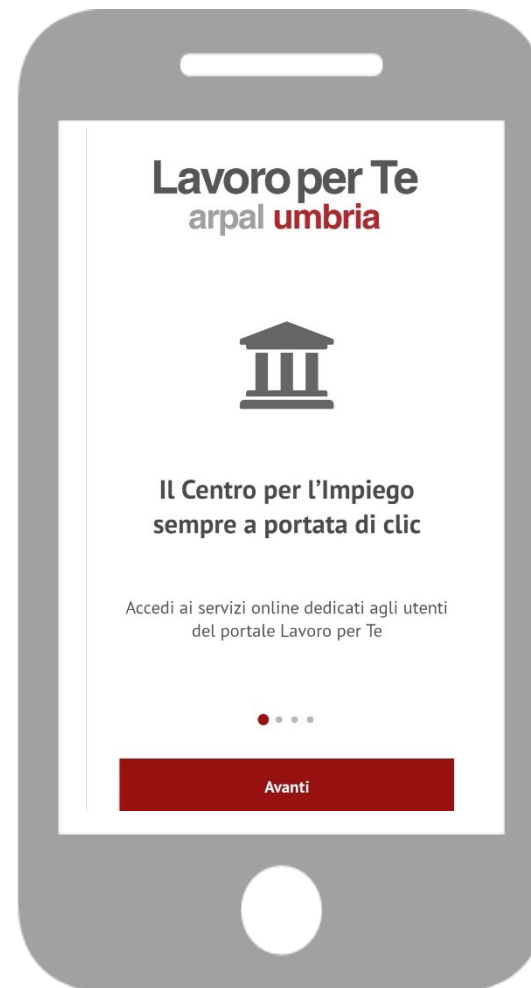 Lavoro per Te
arpal umbria
Il Centro per l’Impiego
sempre a portata di clic
Accedi ai servizi online dedicati agli utenti
del portale Lavoro per Te
Avanti